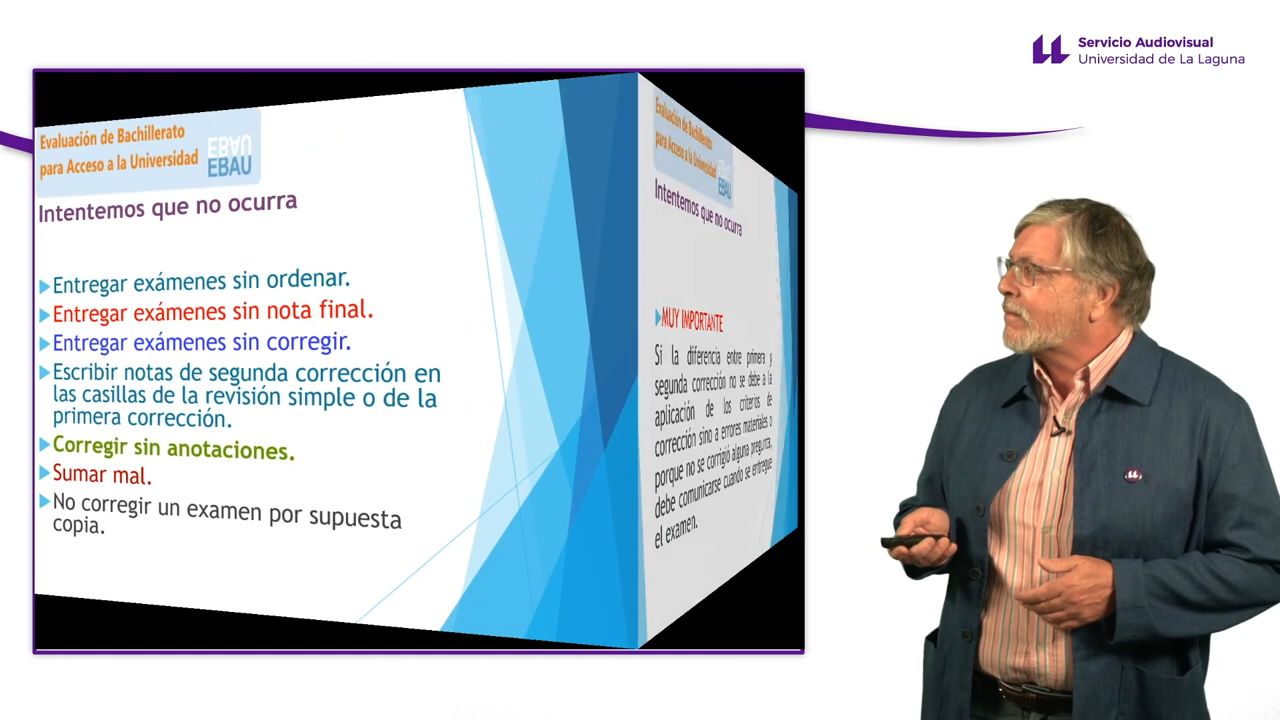 Servicio Audiovisual
Universidad de La Laguna
Evaluación de Bachillerato
para Acceso a la Universidad
EBAU
EBAU
Intentemos que no ocurra
Entregar exámenes sin ordenar.
Entregar exámenes sin nota final.
Entregar exámenes sin corregir.
Escribir notas de segunda corrección en
las casillas de la revisión simple o de la
primera corrección.
Corregir sin anotaciones.
Sumar mal.
No corregir un examen por supuesta
copia.
Evaluación de Bachillerato
para Acceso a la Universidad
EBAU
Intentemos que no ocurra
MUY IMPORTANTE
Si la diferencia entre primera y
segunda corrección no se debe a la
aplicación de los criterios de
corrección sino a errores materiales o
porque no se corrigió alguna pregunta,
debe comunicarse cuando se entregue
el examen.